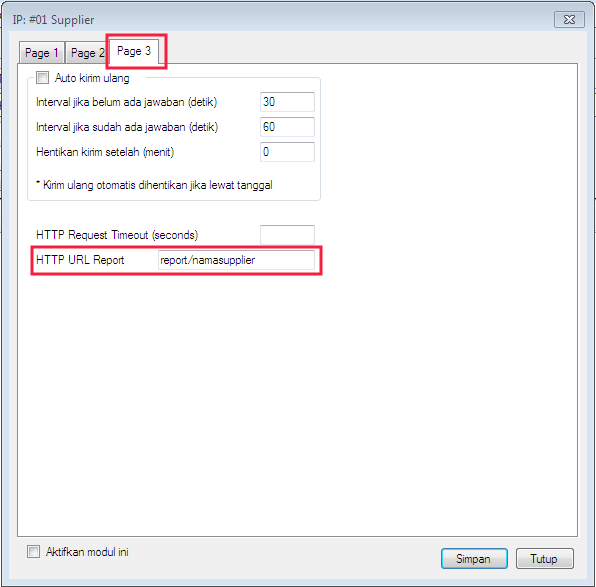 IP: #01 Supplier
Page 1 Page 2 Page 3
Auto kirim ulang
Interval jika belum ada jawaban (detik) 30
Interval jika sudah ada jawaban (detik) 60
Hentikan kirim setelah (menit) 0
* Kirim ulang otomatis dihentikan jika lewat tanggal
HTTP Request Timeout (seconds)
HTTP URL Report report/namasupplier
Aktifkan modul ini
Simpan Tutup